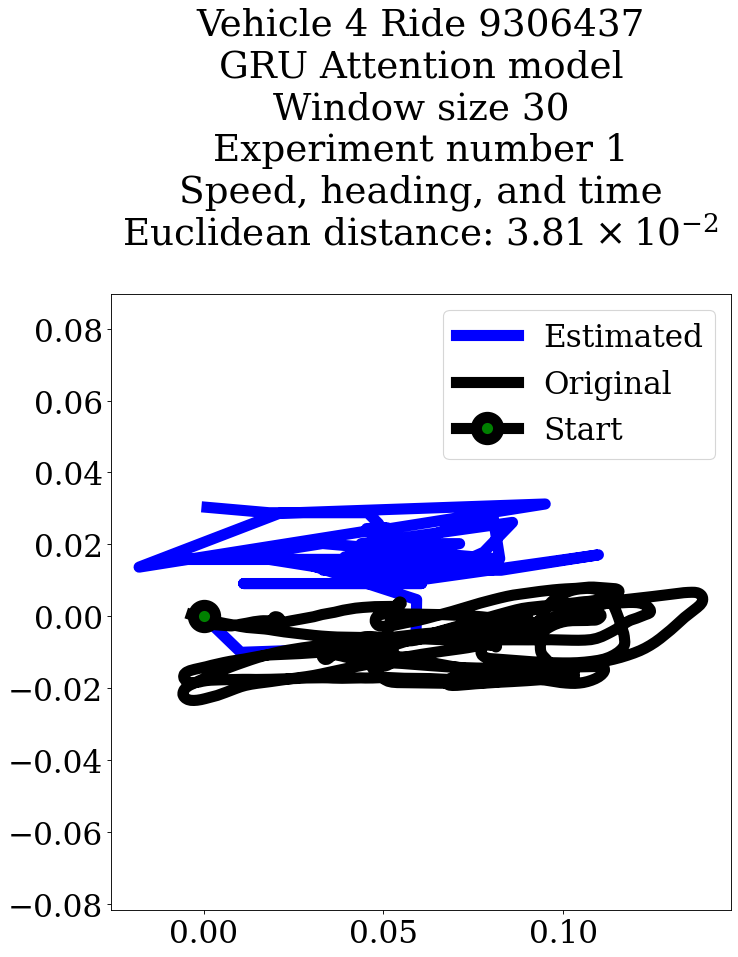 Vehicle 4 Ride 9306437
GRU Attention model
Window size 30
Experiment number 1
Speed, heading, and time
Euclidean distance: 3.81 × 10⁻²
Estimated
Original
Start
0.08
0.06
0.04
0.02
0.00
−0.02
−0.04
−0.06
−0.08
0.00
0.05
0.10